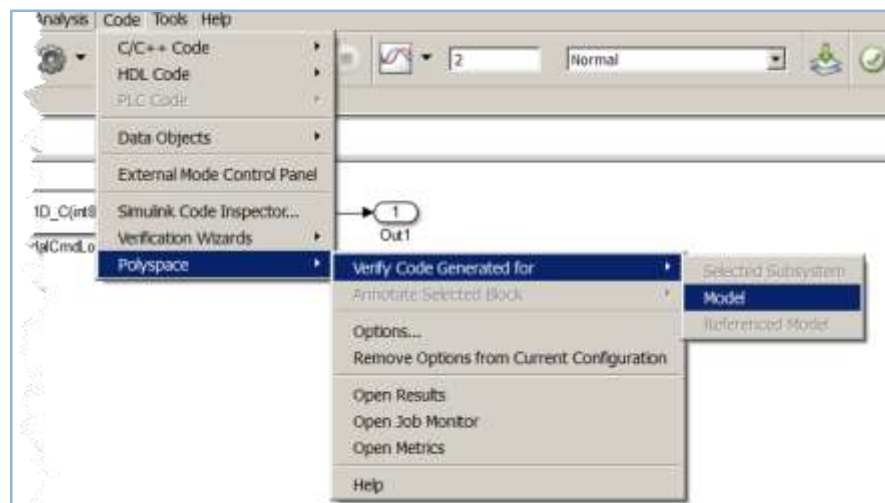 Analysis Code Tools Help
C/C++ Code
HDL Code
PLC Code
2
Normal
Data Objects
External Mode Control Panel
Simulink Code Inspector...
Verification Wizards
Polyspace
1
Out1
Verify Code Generated for
Annotate Selected Block
Options...
Remove Options from Current Configuration
Open Results
Open Job Monitor
Open Metrics
Help
Selected Subsystem
Model
Referenced Model